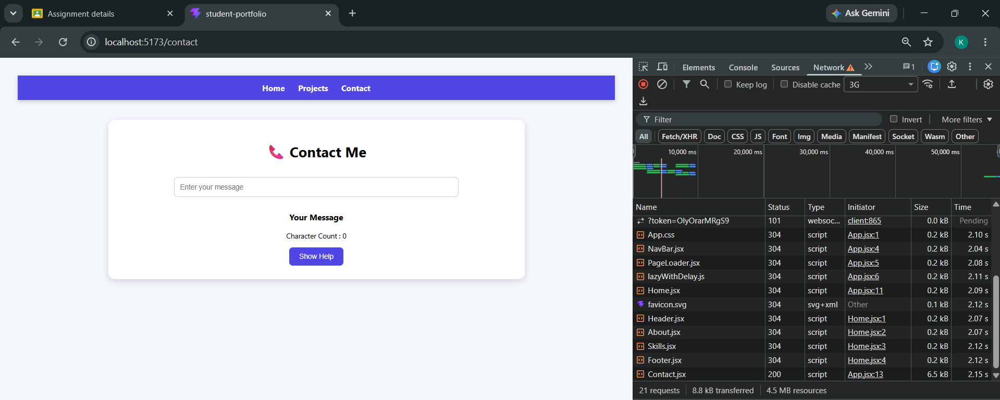 Assignment details
student-portfolio
Ask Gemini
localhost:5173/contact
K
Home Projects Contact
Contact Me
Enter your message
Your Message
Character Count : 0
Show Help
Elements Console Sources Network 1
Keep log Disable cache 3G
Filter Invert More filters
All Fetch/XHR Doc CSS JS Font Img Media Manifest Socket Wasm Other
10,000 ms 20,000 ms 30,000 ms 40,000 ms 50,000 ms
Name Status Type Initiator Size Time
?token=OlyOrarMRgS9 101 websoc... client:865 0.0 kB Pending
App.css 304 script App.jsx:1 0.2 kB 2.10 s
NavBar.jsx 304 script App.jsx:4 0.2 kB 2.04 s
PageLoader.jsx 304 script App.jsx:5 0.2 kB 2.08 s
lazyWithDelay.js 304 script App.jsx:6 0.2 kB 2.11 s
Home.jsx 304 script App.jsx:11 0.2 kB 2.09 s
favicon.svg 304 svg+xml Other 0.1 kB 2.12 s
Header.jsx 304 script Home.jsx:1 0.2 kB 2.07 s
About.jsx 304 script Home.jsx:2 0.2 kB 2.07 s
Skills.jsx 304 script Home.jsx:3 0.2 kB 2.12 s
Footer.jsx 304 script Home.jsx:4 0.2 kB 2.12 s
Contact.jsx 200 script App.jsx:13 6.5 kB 2.15 s
21 requests 8.8 kB transferred 4.5 MB resources